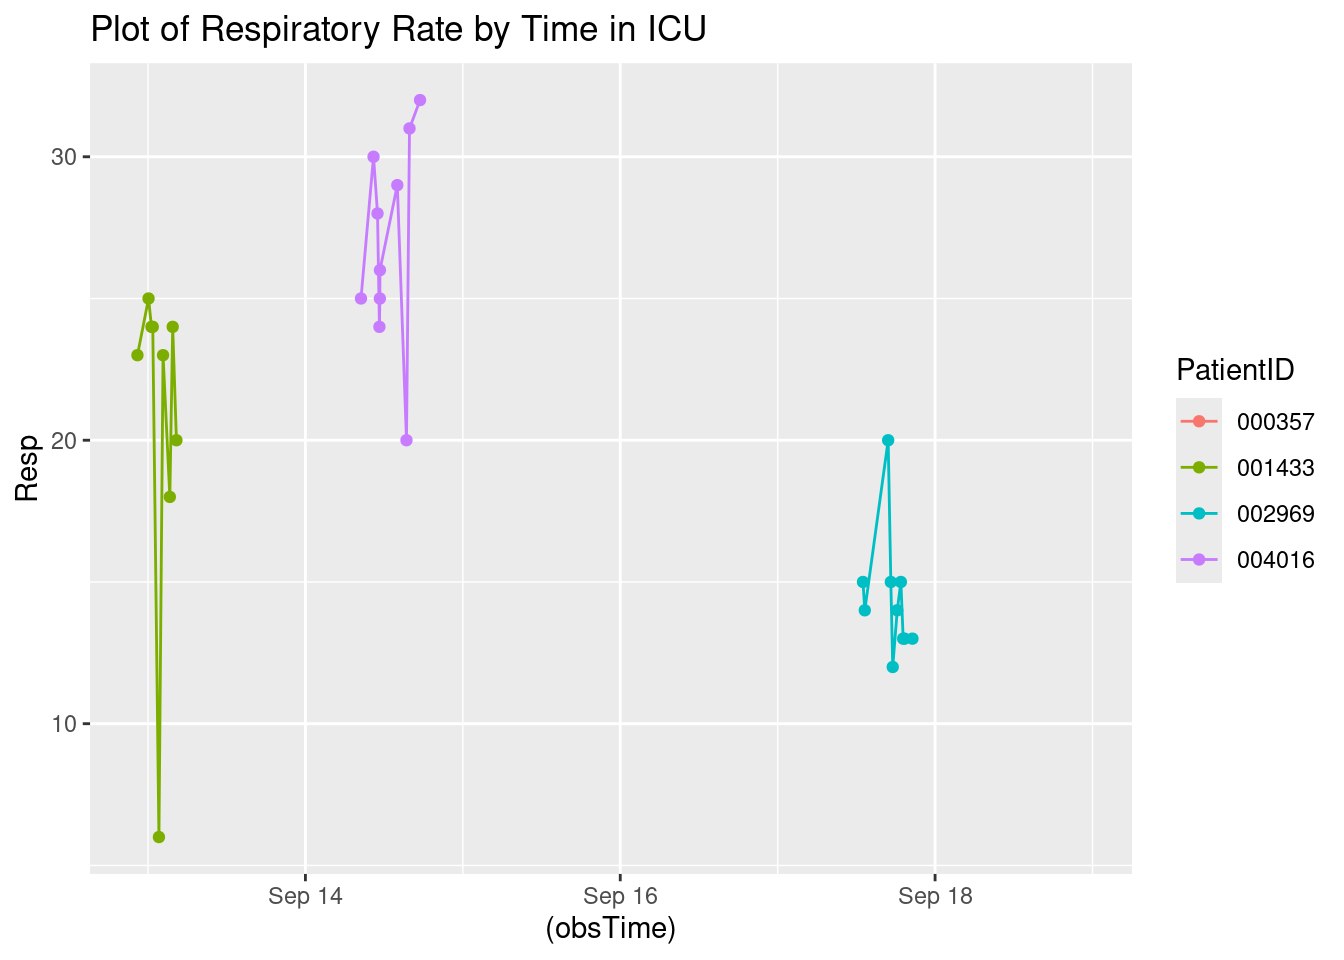 Plot of Respiratory Rate by Time in ICU
30
20
10
Resp
Sep 14
Sep 16
Sep 18
(obsTime)
PatientID
000357
001433
002969
004016